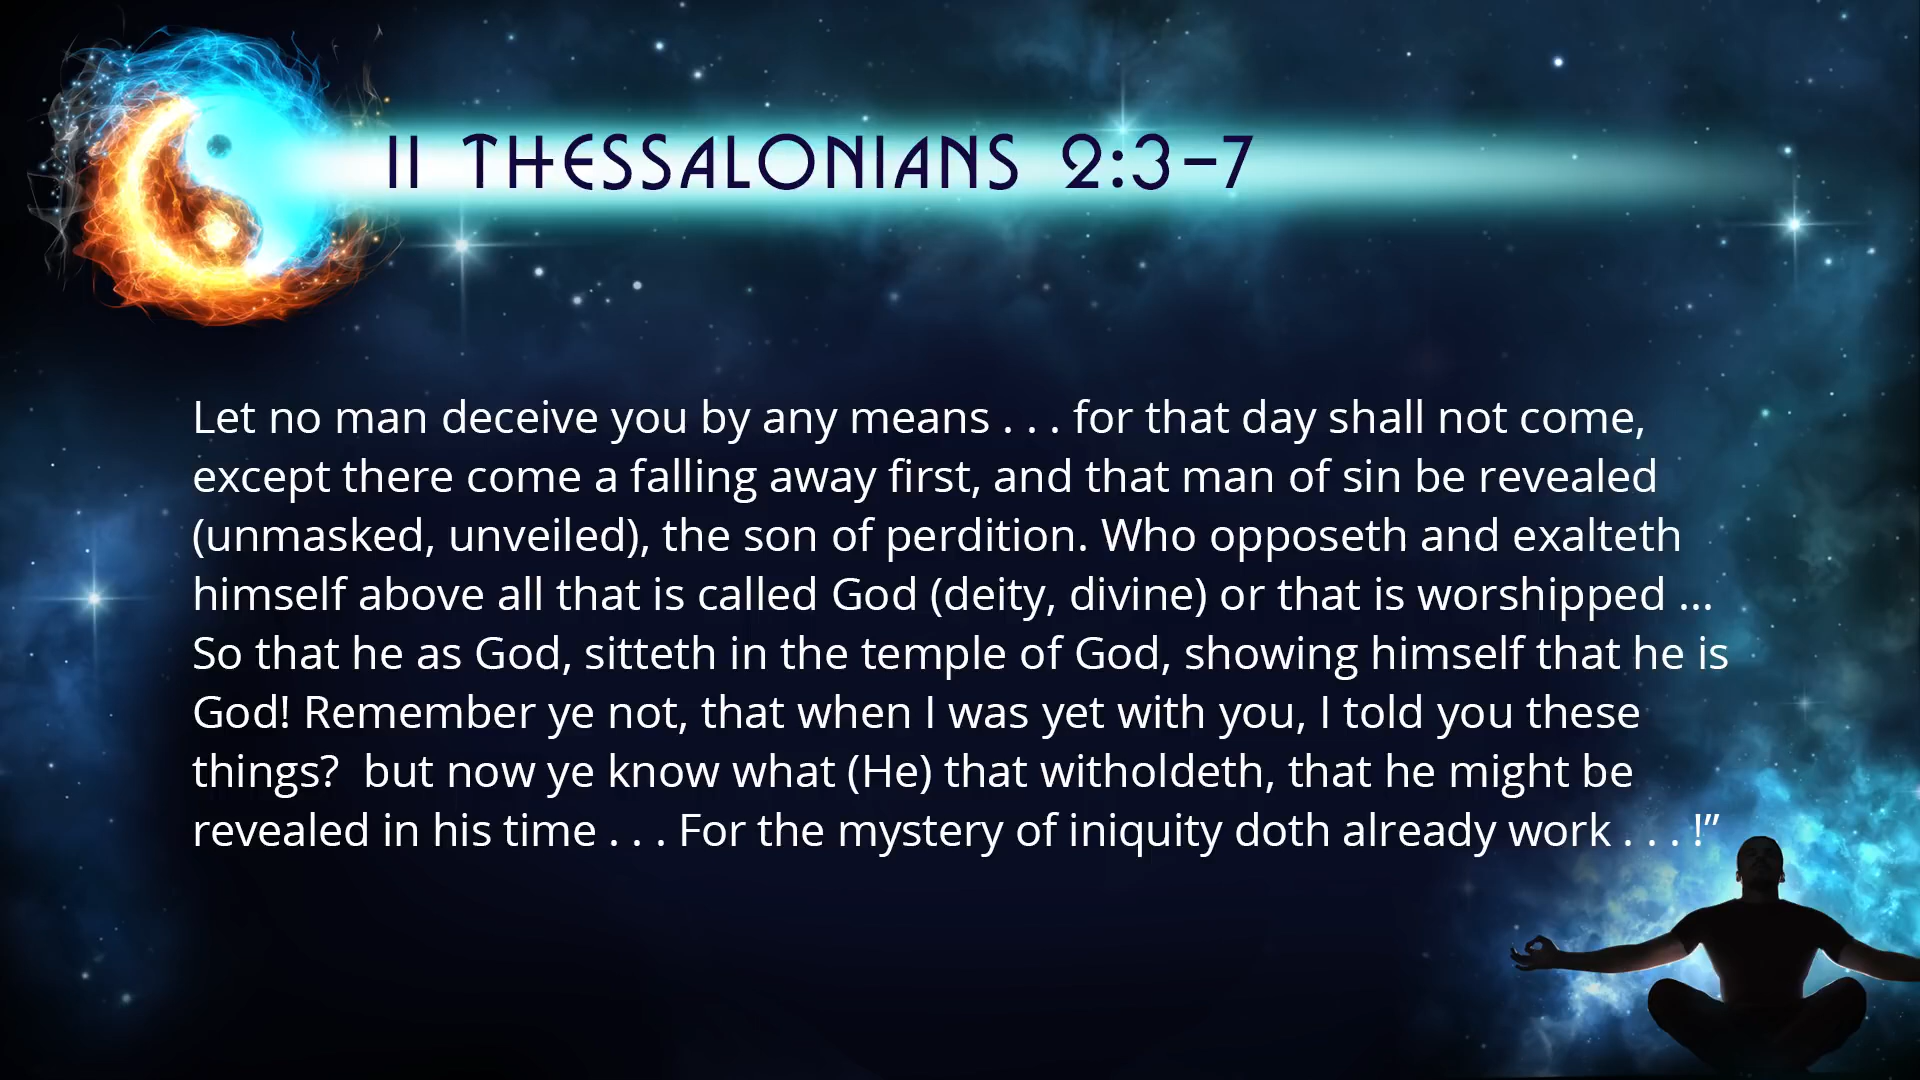 II THESSALONIANS 2:3-7
Let no man deceive you by any means . . . for that day shall not come,
except there come a falling away first, and that man of sin be revealed
(unmasked, unveiled), the son of perdition. Who opposeth and exalteth
himself above all that is called God (deity, divine) or that is worshipped ...
So that he as God, sitteth in the temple of God, showing himself that he is
God! Remember ye not, that when I was yet with you, I told you these
things?  but now ye know what (He) that witholdeth, that he might be
revealed in his time . . . For the mystery of iniquity doth already work . . . !”